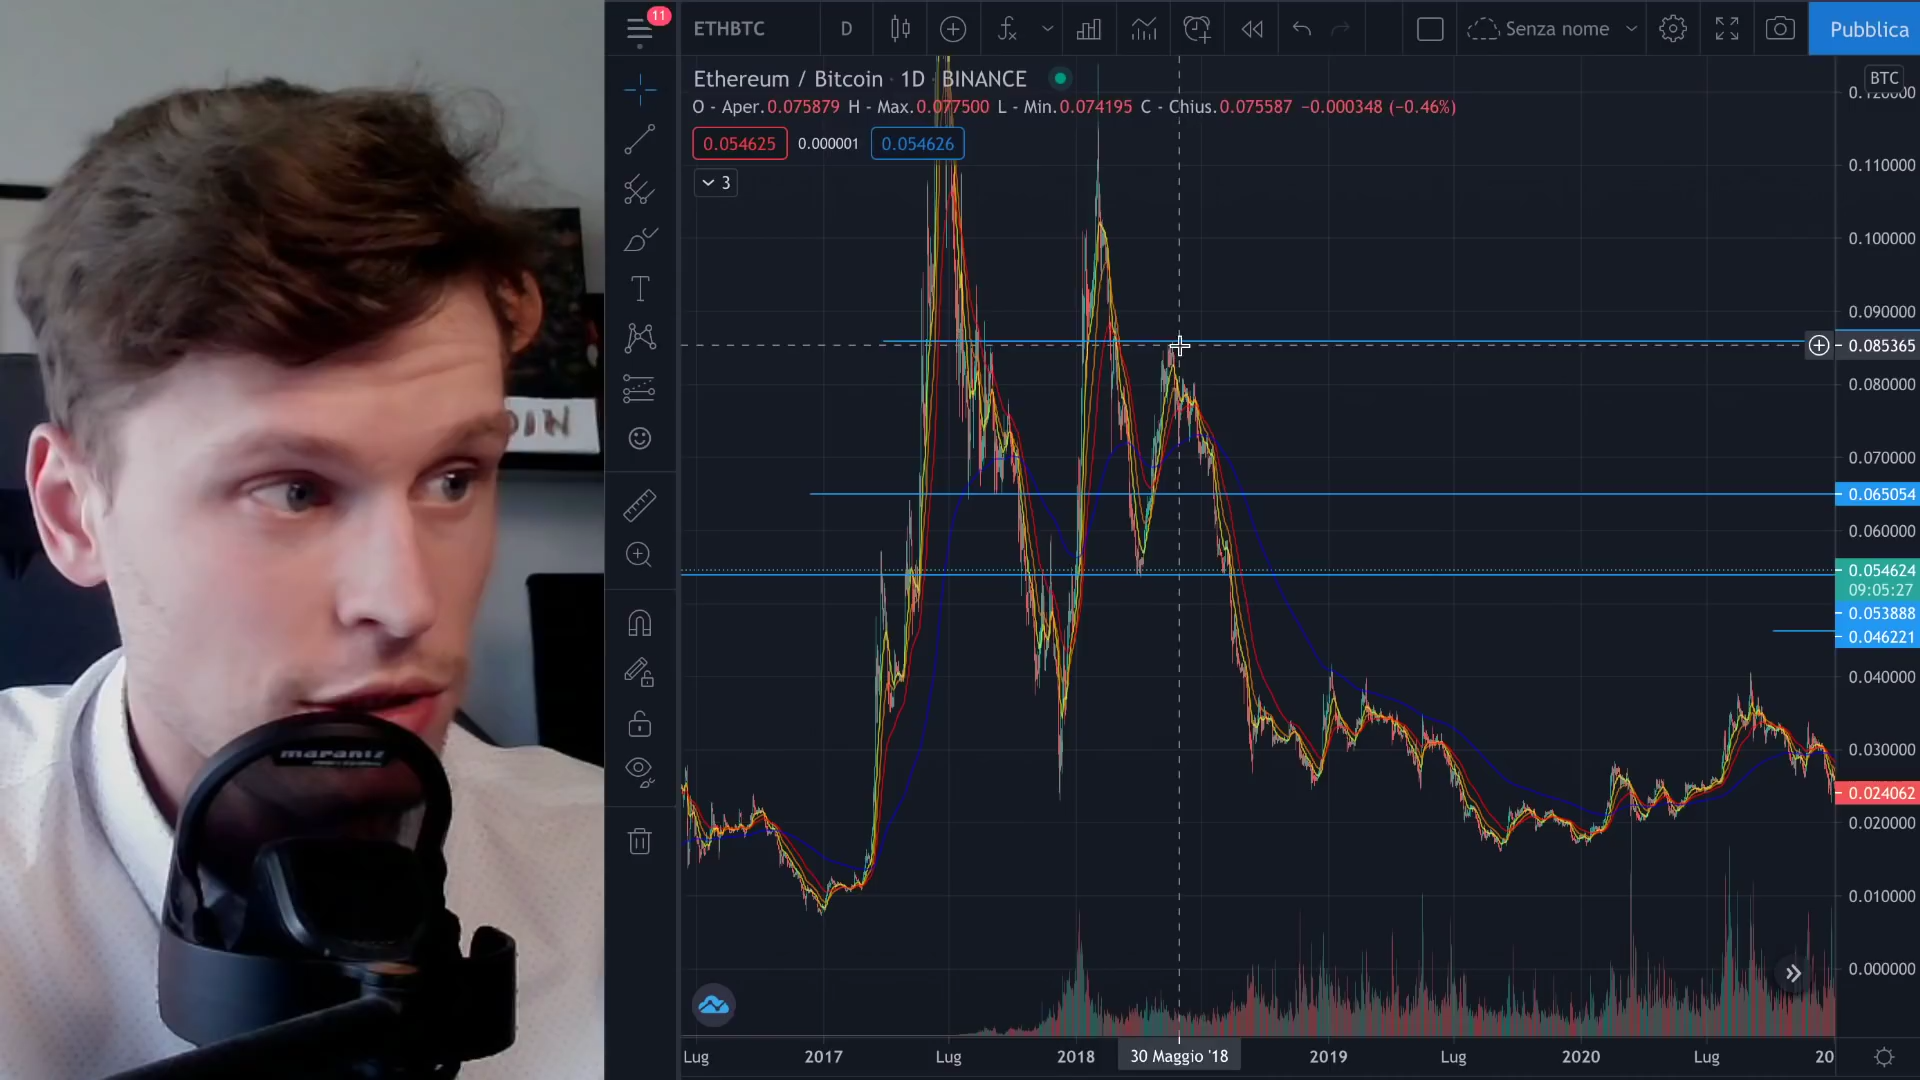 11
ETHBTC
D
Senza nome
Pubblica
Ethereum / Bitcoin · 1D · BINANCE
O - Aper.0.075879 H - Max.0.077500 L - Min.0.074195 C - Chius.0.075587 −0.000348 (−0.46%)
0.054625
0.000001
0.054626
3
BTC
0.120000
0.110000
0.100000
0.090000
0.085365
0.080000
0.070000
0.065054
0.060000
0.054624
09:05:27
0.053888
0.046221
0.040000
0.030000
0.024062
0.020000
0.010000
0.000000
Lug
2017
Lug
2018
30 Maggio '18
2019
Lug
2020
Lug
20
marantz
OIN